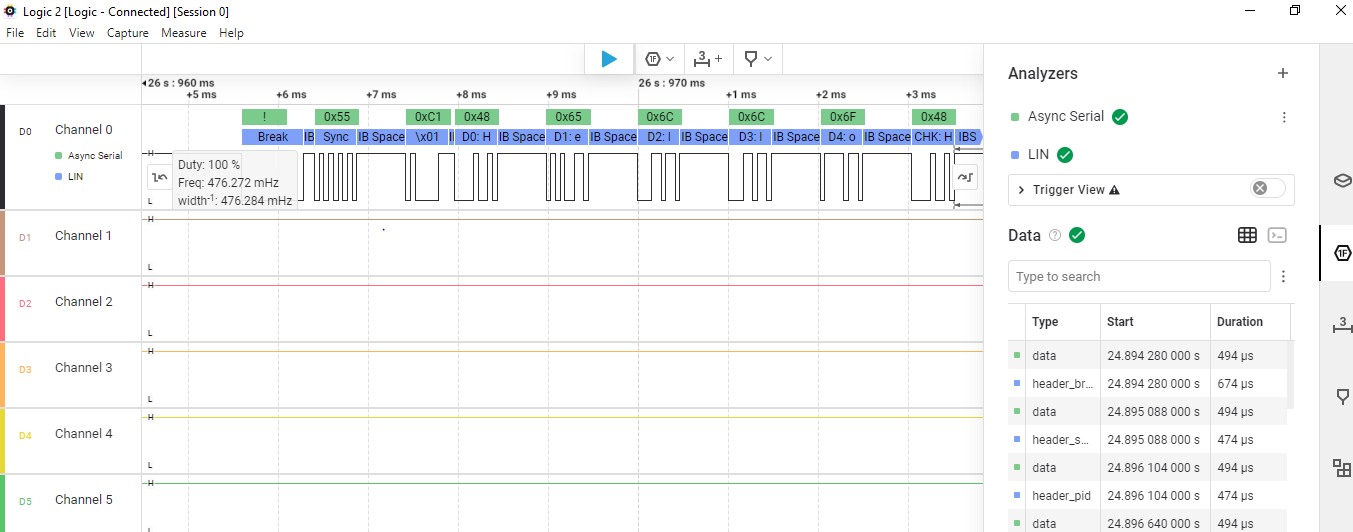 Logic 2 [Logic - Connected] [Session 0]
File Edit View Capture Measure Help
1F 3 +
26 s : 960 ms 26 s : 970 ms
+5 ms +6 ms +7 ms +8 ms +9 ms +1 ms +2 ms +3 ms
D0 Channel 0
Async Serial
LIN
! 0x55 0xC1 0x48 0x65 0x6C 0x6C 0x6F 0x48
Break IB Sync IB Space \x01 I D0: H IB Space D1: e IB Space D2: l IB Space D3: l IB Space D4: o IB Space CHK: H IBS
H
L
Duty: 100 %
Freq: 476.272 mHz
width-1: 476.284 mHz
D1 Channel 1
H
L
D2 Channel 2
H
L
D3 Channel 3
H
L
D4 Channel 4
H
L
D5 Channel 5
H
L
Analyzers +
Async Serial
LIN
Trigger View
Data ?
Type to search
Type Start Duration
data 24.894 280 000 s 494 µs
header_br... 24.894 280 000 s 674 µs
data 24.895 088 000 s 494 µs
header_s... 24.895 088 000 s 474 µs
data 24.896 104 000 s 494 µs
header_pid 24.896 104 000 s 474 µs
data 24.896 640 000 s 494 µs
1F
3